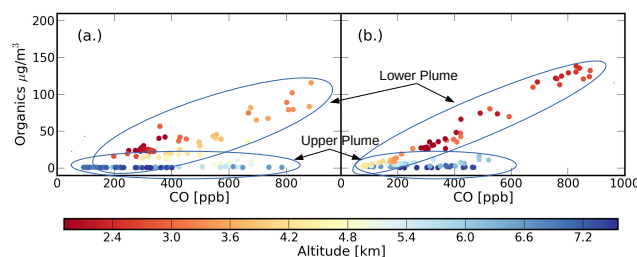 200
150
100
50
0
Organics μg/m³
(a.)
(b.)
Lower Plume
Upper Plume
0 200 400 600 800 0 200 400 600 800 1000
CO [ppb] CO [ppb]
2.4 3.0 3.6 4.2 4.8 5.4 6.0 6.6 7.2
Altitude [km]